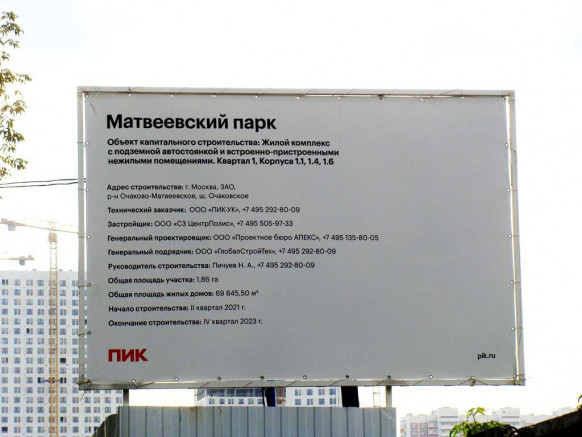 Матвеевский парк
Объект капитального строительства: Жилой комплекс
с подземной автостоянкой и встроенно-пристроенными
нежилыми помещениями. Квартал 1, Корпуса 1.1, 1.4, 1.6
Адрес строительства: г. Москва, ЗАО,
р-н Очаково-Матвеевское, ш. Очаковское
Технический заказчик: ООО «ПИК-УК», +7 495 292-80-09
Застройщик: ООО «СЗ ЦентрПолис», +7 495 505-97-33
Генеральный проектировщик: ООО «Проектное бюро АПЕКС», +7 495 135-80-05
Генеральный подрядчик: ООО «ГлобалСтройТех», +7 495 292-80-09
Руководитель строительства: Пичуев Н. А., +7 495 292-80-09
Общая площадь участка: 1,86 га
Общая площадь жилых домов: 69 845,50 м²
Начало строительства: II квартал 2021 г.
Окончание строительства: IV квартал 2023 г.
ПИК
pik.ru